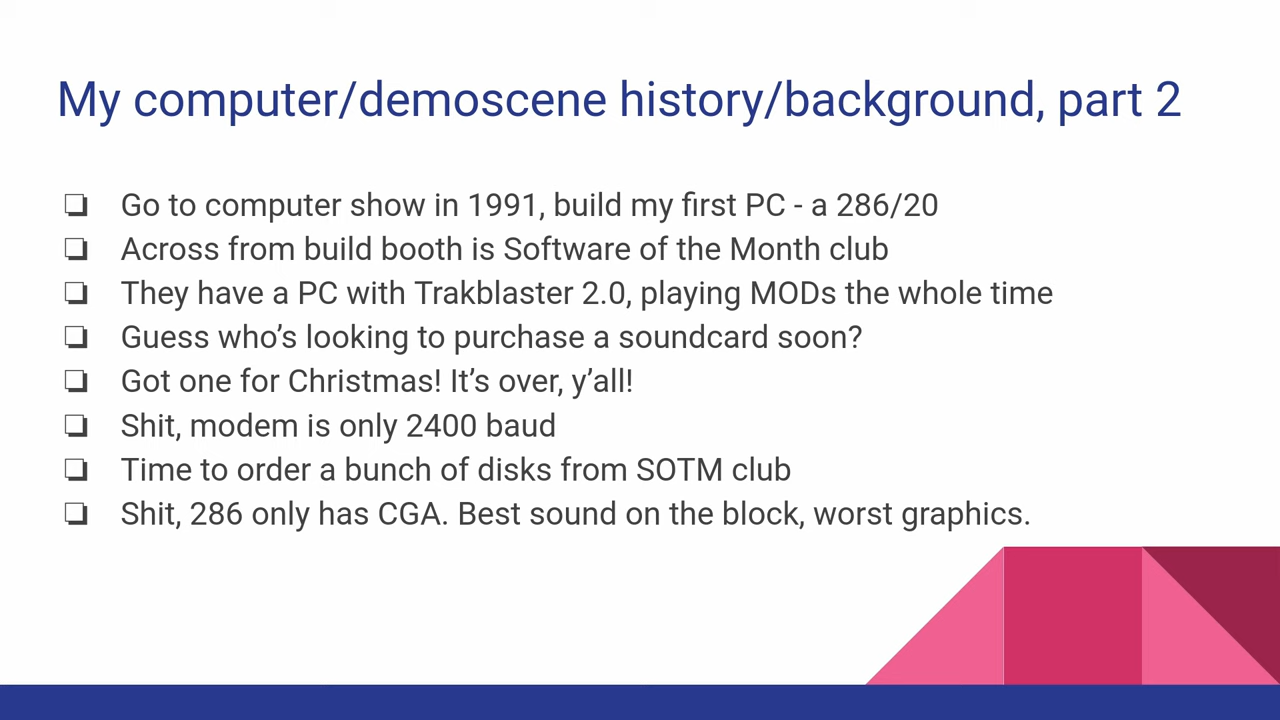 My computer/demoscene history/background, part 2
Go to computer show in 1991, build my first PC - a 286/20
Across from build booth is Software of the Month club
They have a PC with Trakblaster 2.0, playing MODs the whole time
Guess who’s looking to purchase a soundcard soon?
Got one for Christmas! It’s over, y’all!
Shit, modem is only 2400 baud
Time to order a bunch of disks from SOTM club
Shit, 286 only has CGA. Best sound on the block, worst graphics.